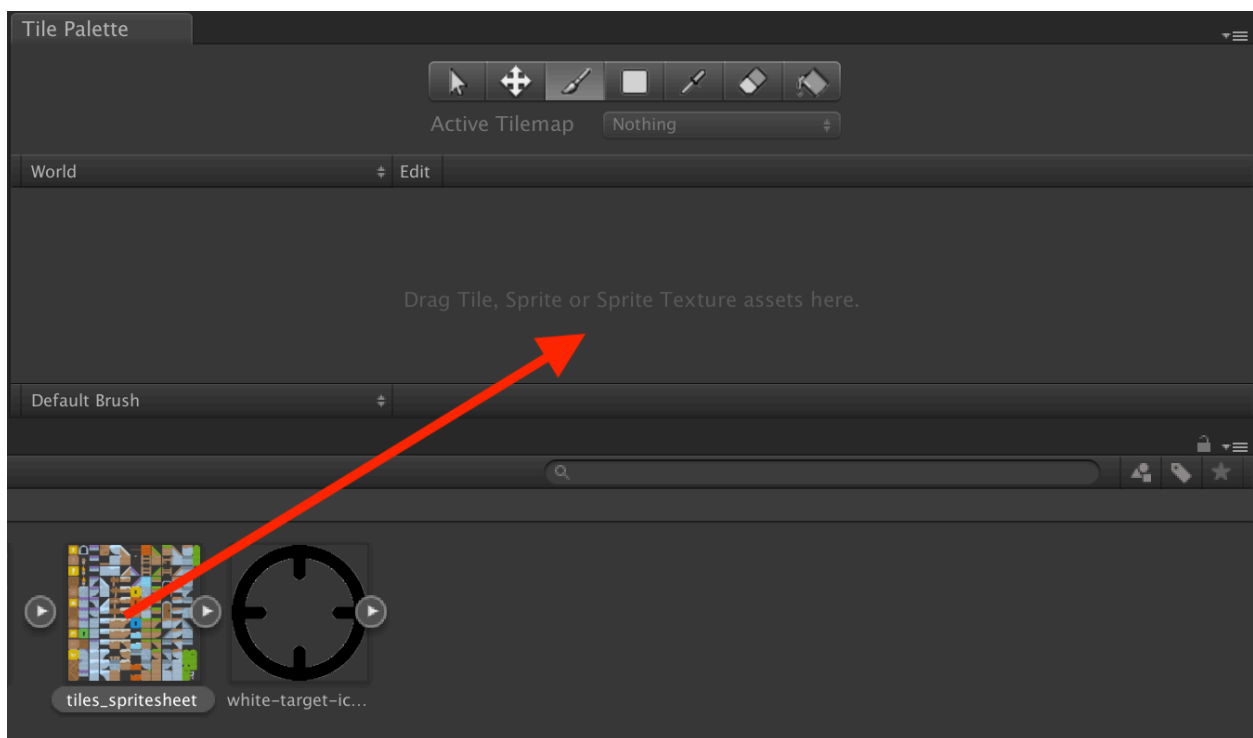 Tile Palette
Active Tilemap Nothing
World Edit
Drag Tile, Sprite or Sprite Texture assets here.
Default Brush
tiles_spritesheet white-target-ic...